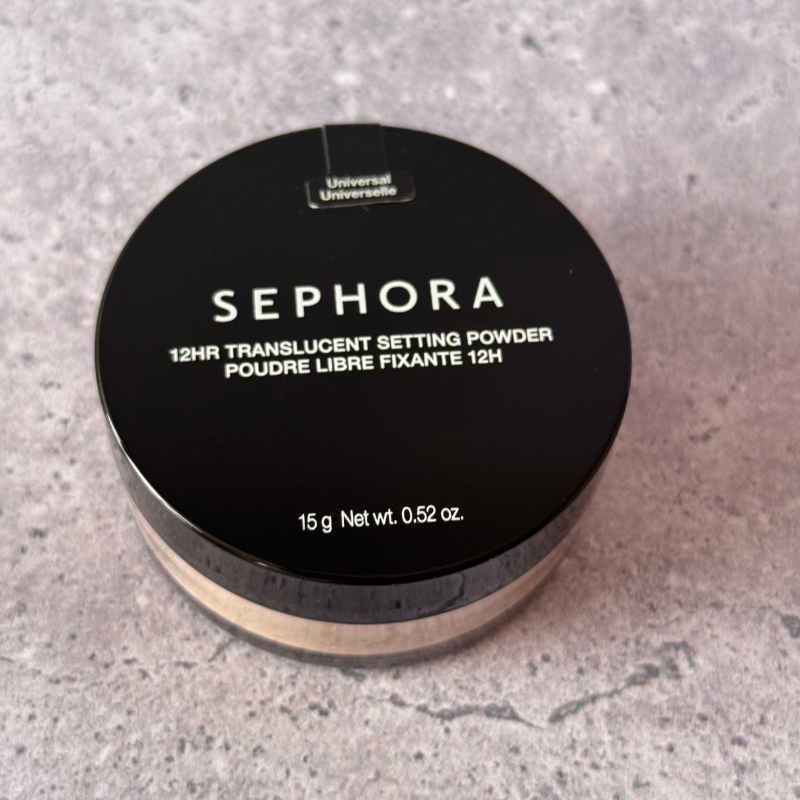 Universal
Universelle
SEPHORA
12HR TRANSLUCENT SETTING POWDER
POUDRE LIBRE FIXANTE 12H
15 g Net wt. 0.52 oz.